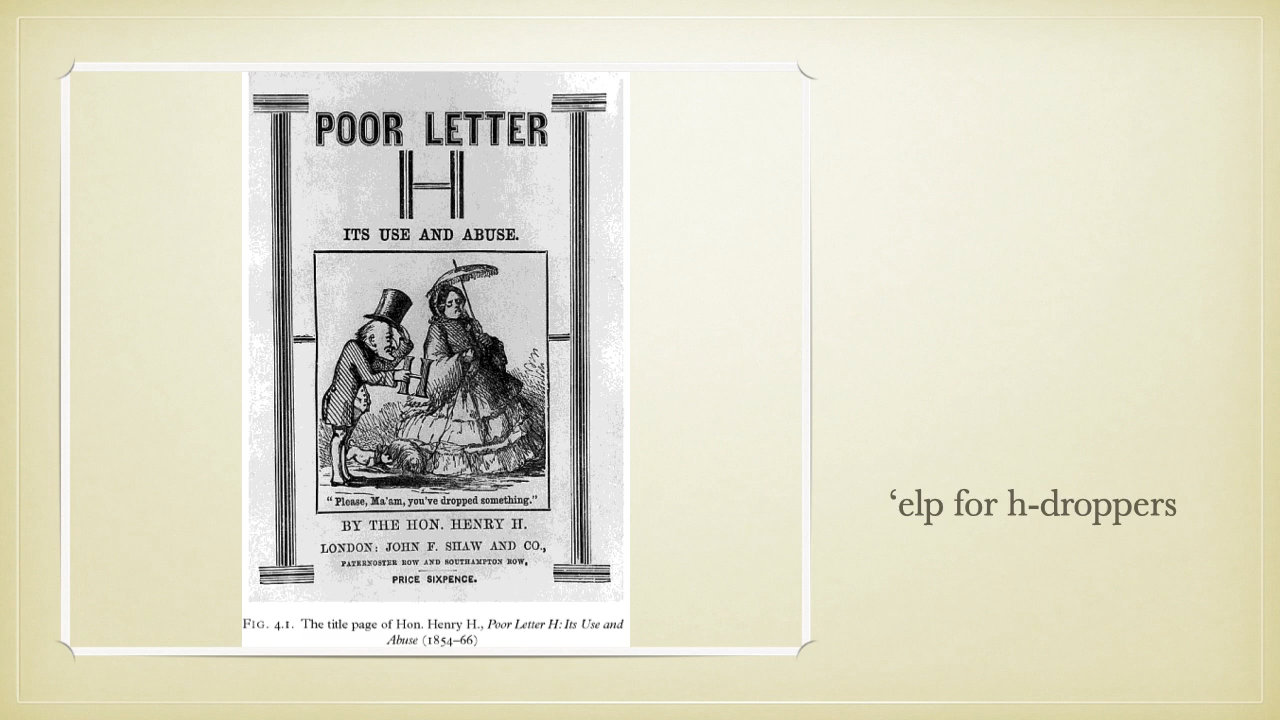 POOR LETTER
H
ITS USE AND ABUSE.
“ Please, Ma'am, you've dropped something.”
BY THE HON. HENRY H.
LONDON: JOHN F. SHAW AND CO.,
PATERNOSTER ROW AND SOUTHAMPTON ROW,
PRICE SIXPENCE.
FIG. 4.1. The title page of Hon. Henry H., Poor Letter H: Its Use and
Abuse (1854–66)
‘elp for h-droppers